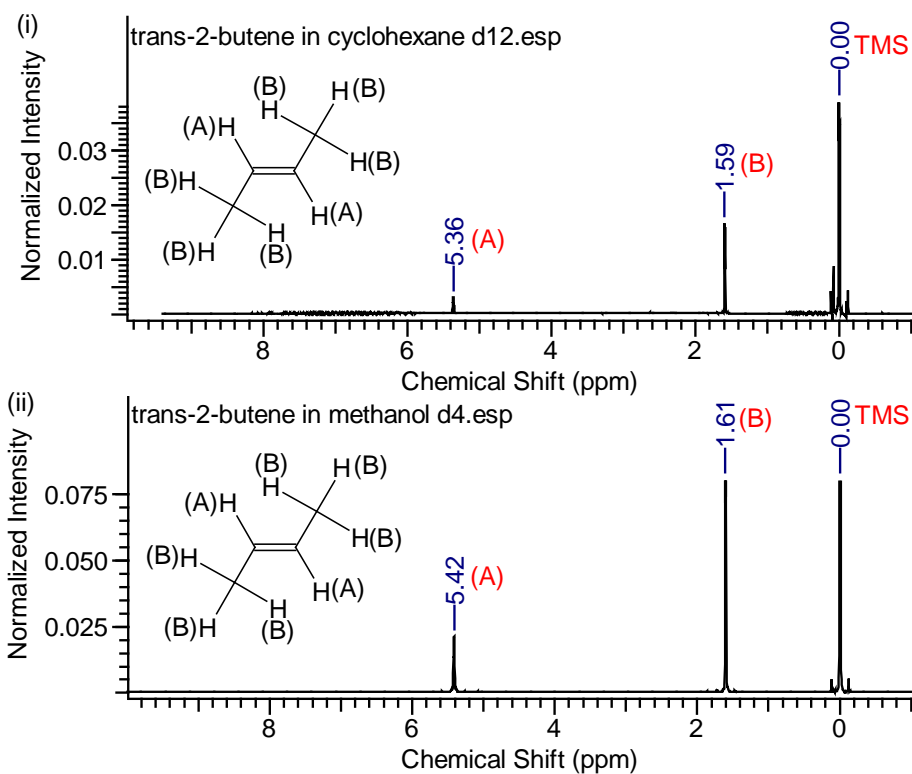 (i)
trans-2-butene in cyclohexane d12.esp
0.00 TMS
(B) H H(B)
(A)H
H(B)
(B)H
H(A)
(B)H H (B)
1.59 (B)
5.36 (A)
Normalized Intensity
0.03
0.02
0.01
8 6 4 2 0
Chemical Shift (ppm)
(ii)
trans-2-butene in methanol d4.esp
1.61 (B)
0.00 TMS
(B) H H(B)
(A)H
H(B)
(B)H
H(A)
(B)H H (B)
5.42 (A)
Normalized Intensity
0.075
0.050
0.025
8 6 4 2 0
Chemical Shift (ppm)